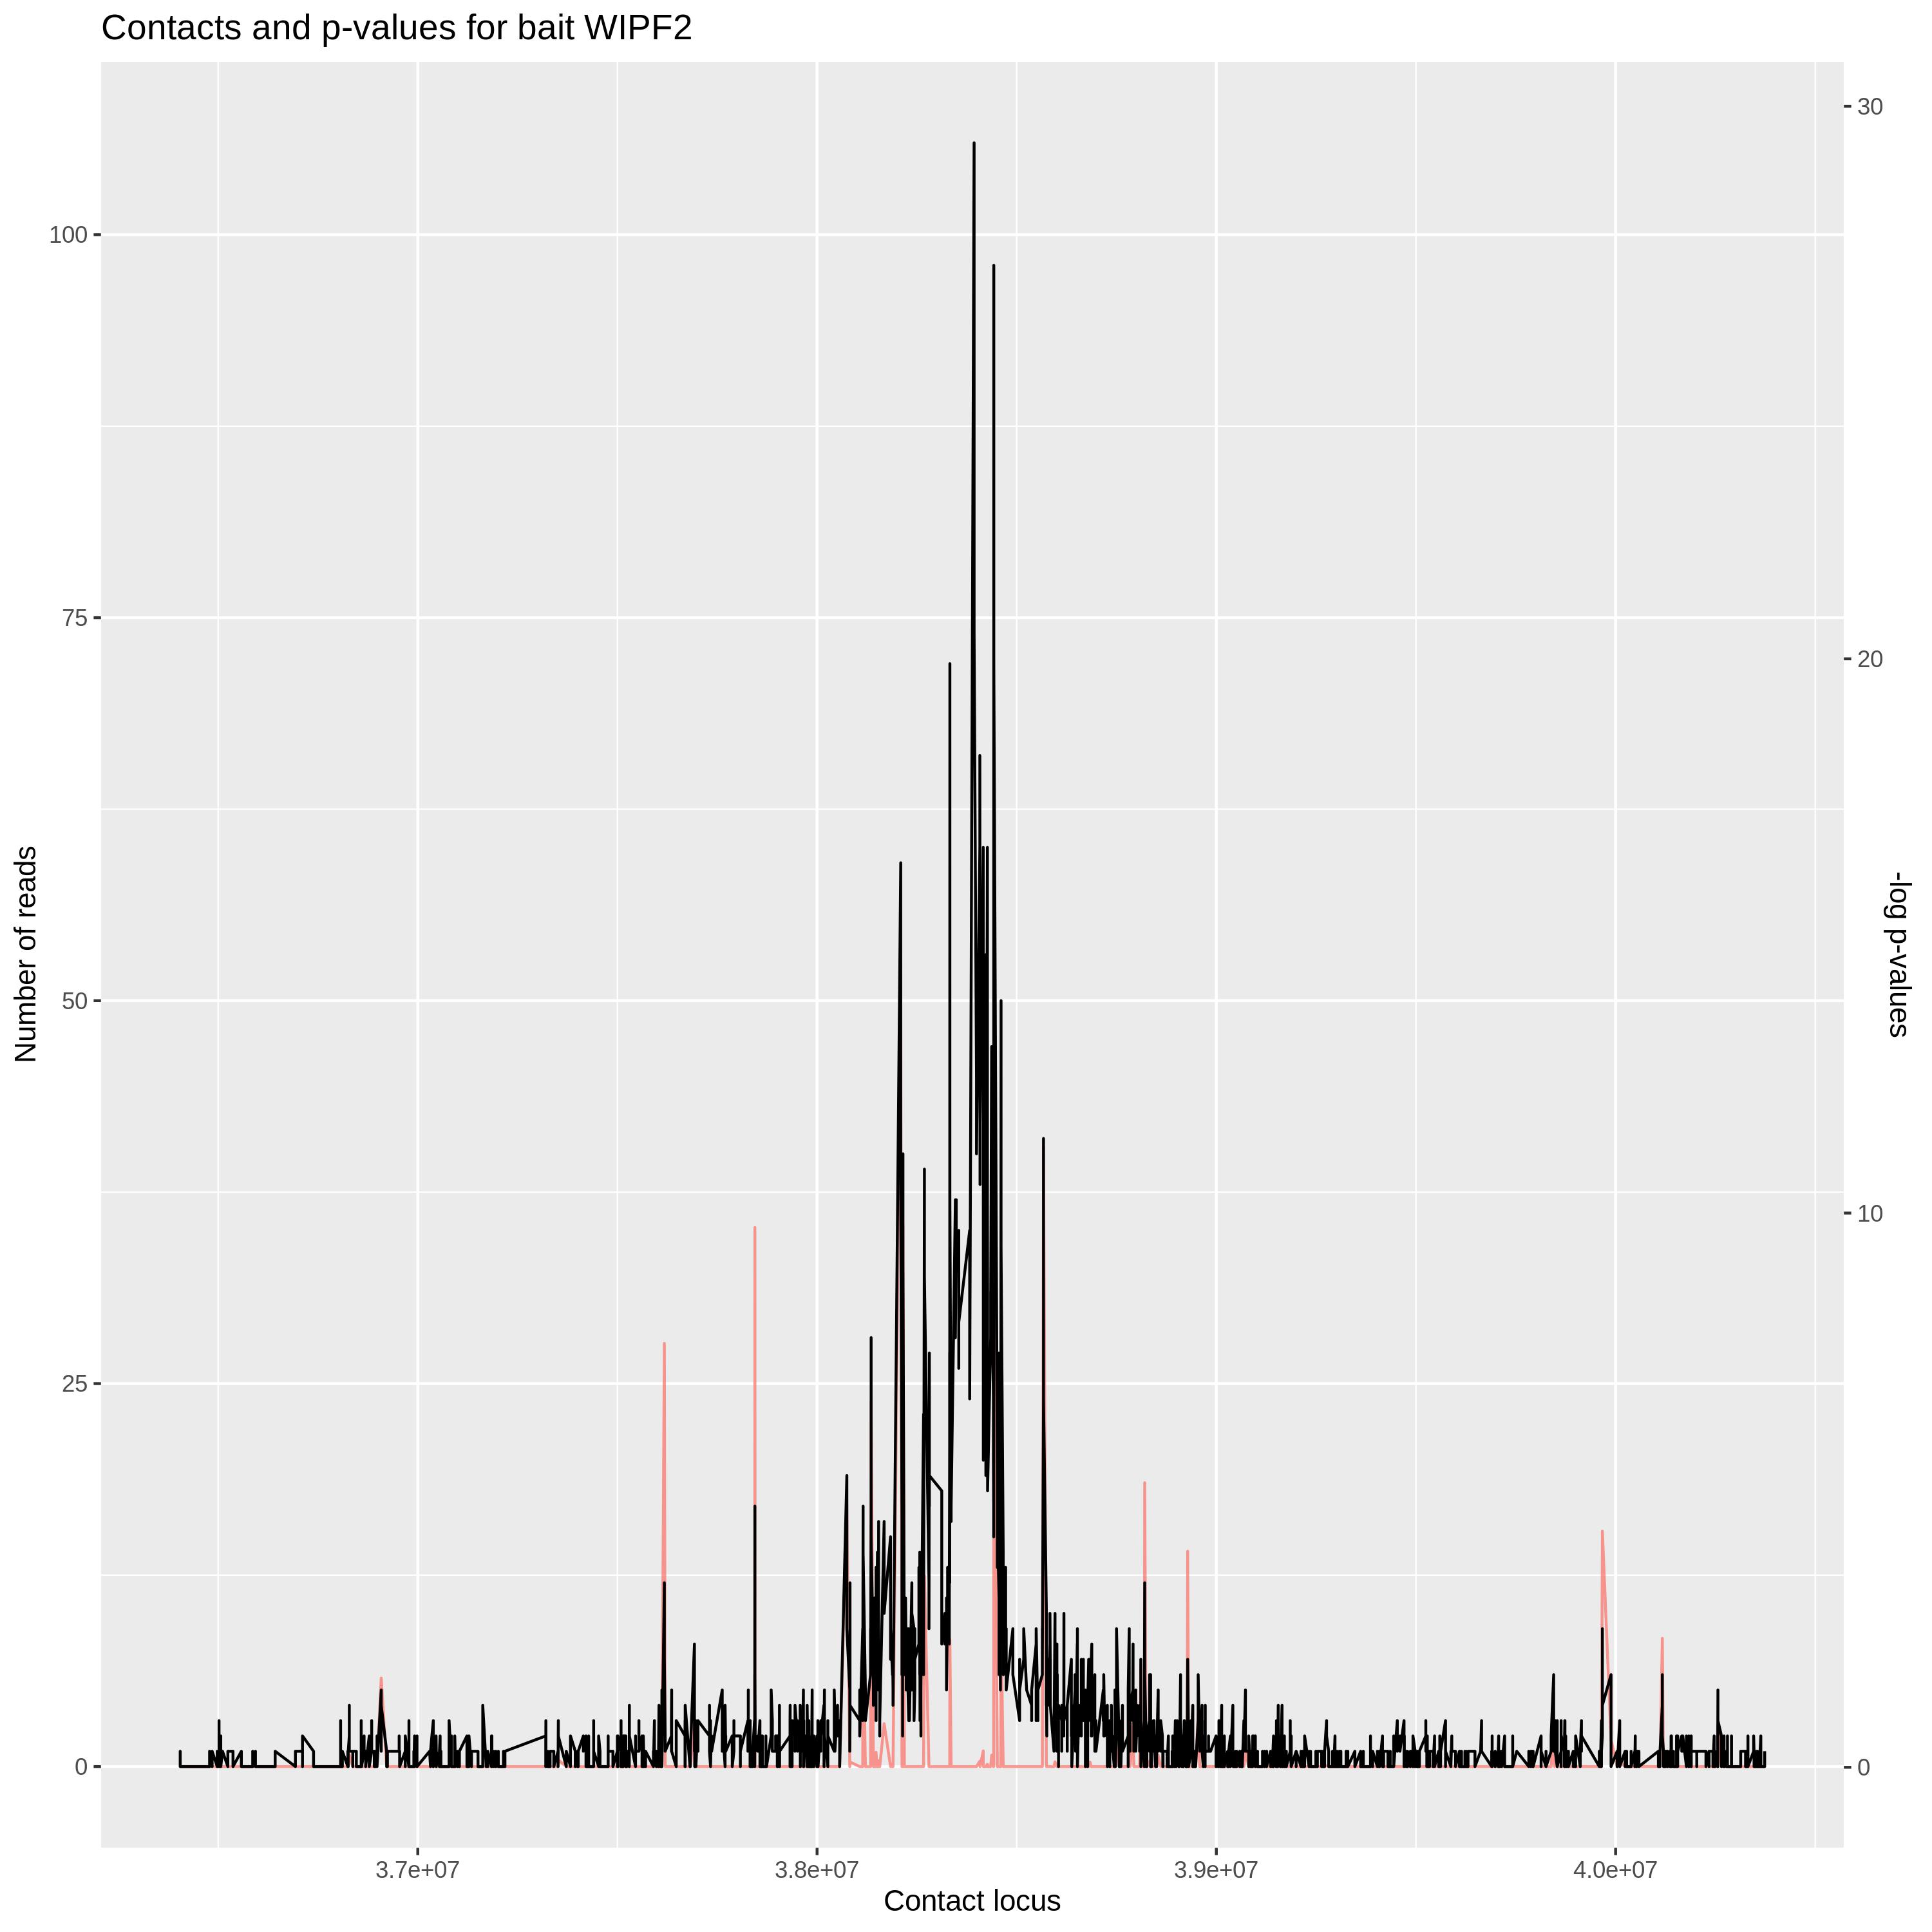 Contacts and p-values for bait WIPF2
100
75
50
25
0
Number of reads
30
20
10
0
-log p-values
3.7e+07
3.8e+07
3.9e+07
4.0e+07
Contact locus